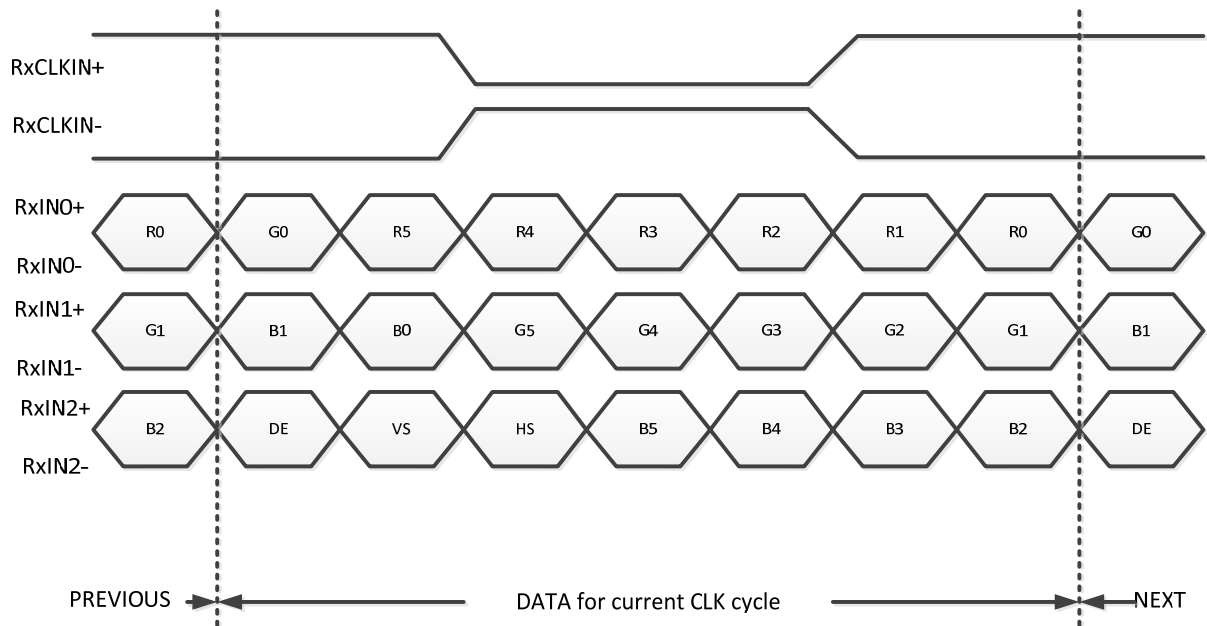 RxCLKIN+
RxCLKIN-
RxIN0+
R0 G0 R5 R4 R3 R2 R1 R0 G0
RxIN0-
RxIN1+
G1 B1 B0 G5 G4 G3 G2 G1 B1
RxIN1-
RxIN2+
B2 DE VS HS B5 B4 B3 B2 DE
RxIN2-
PREVIOUS DATA for current CLK cycle NEXT